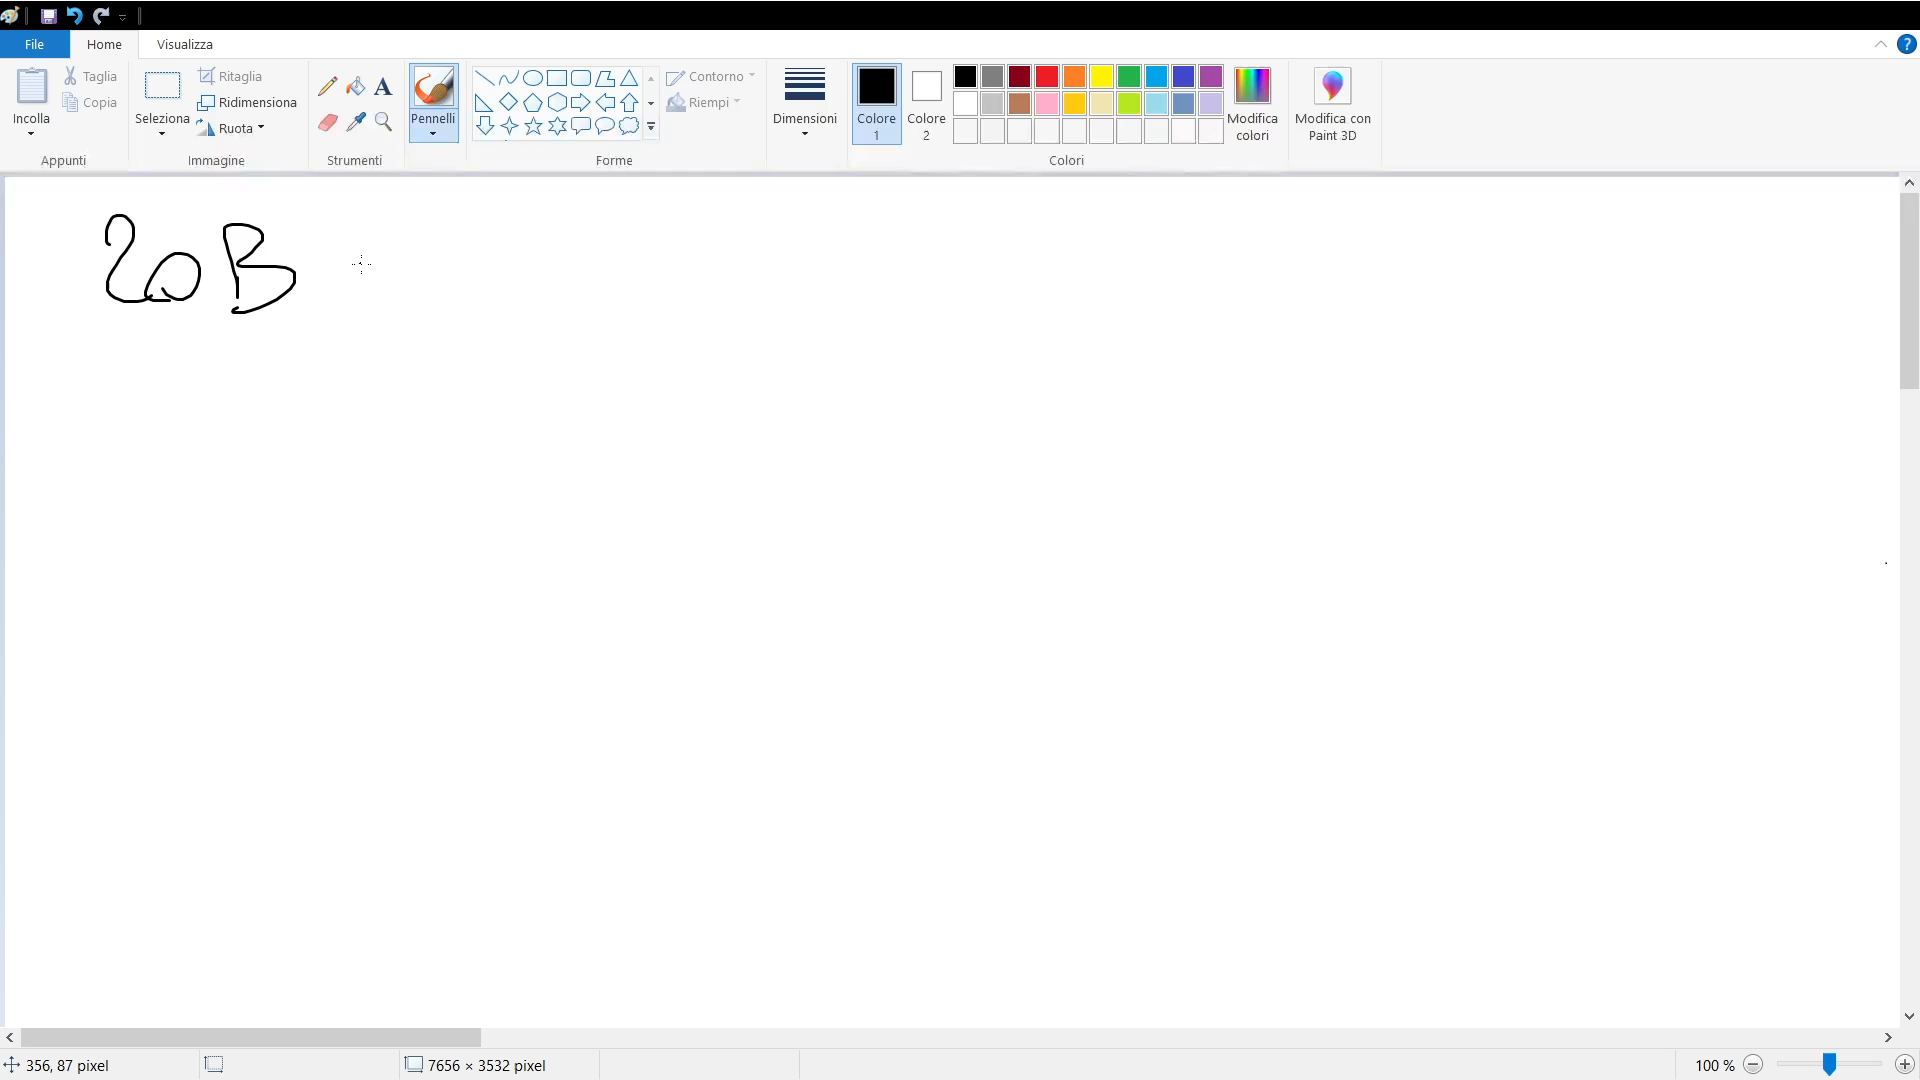 File Home Visualizza
Incolla Taglia Copia Appunti
Seleziona Ritaglia Ridimensiona Ruota Immagine
Strumenti
Pennelli
Forme Contorno Riempi
Dimensioni
Colore 1 Colore 2 Modifica colori Colori
Modifica con Paint 3D
20 B
356, 87 pixel 7656 × 3532 pixel 100 %